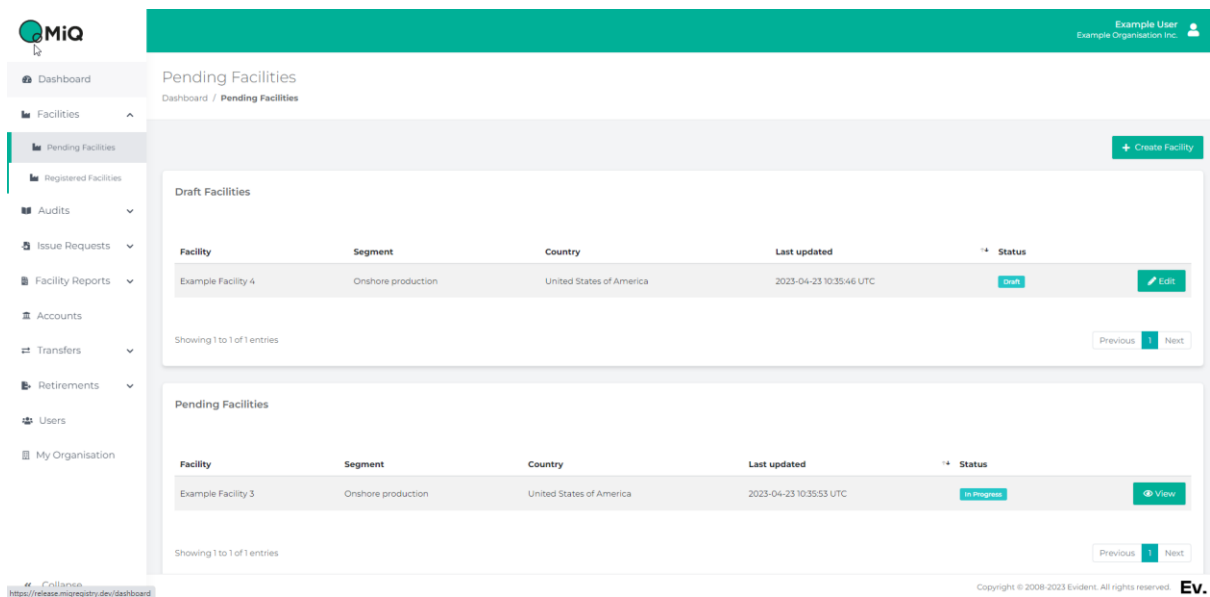 MiQ
Example User
Example Organisation Inc.
Dashboard
Facilities
Pending Facilities
Registered Facilities
Audits
Issue Requests
Facility Reports
Accounts
Transfers
Retirements
Users
My Organisation
Collapse
https://release.miqregistry.dev/dashboard
Pending Facilities
Dashboard / Pending Facilities
+ Create Facility
Draft Facilities
Facility Segment Country Last updated Status
Example Facility 4 Onshore production United States of America 2023-04-23 10:35:46 UTC Draft Edit
Showing 1 to 1 of 1 entries
Previous 1 Next
Pending Facilities
Facility Segment Country Last updated Status
Example Facility 3 Onshore production United States of America 2023-04-23 10:35:53 UTC In Progress View
Showing 1 to 1 of 1 entries
Previous 1 Next
Copyright © 2008-2023 Evident. All rights reserved. Ev.